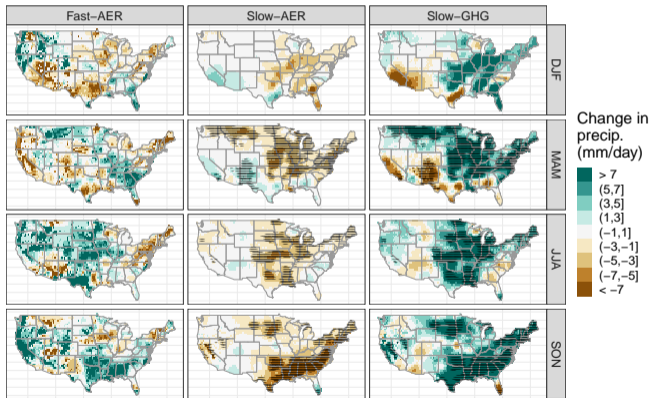 Fast−AER Slow−AER Slow−GHG
DJF
MAM
JJA
SON
Change in
precip.
(mm/day)
> 7
(5,7]
(3,5]
(1,3]
(−1,1]
(−3,−1]
(−5,−3]
(−7,−5]
< −7